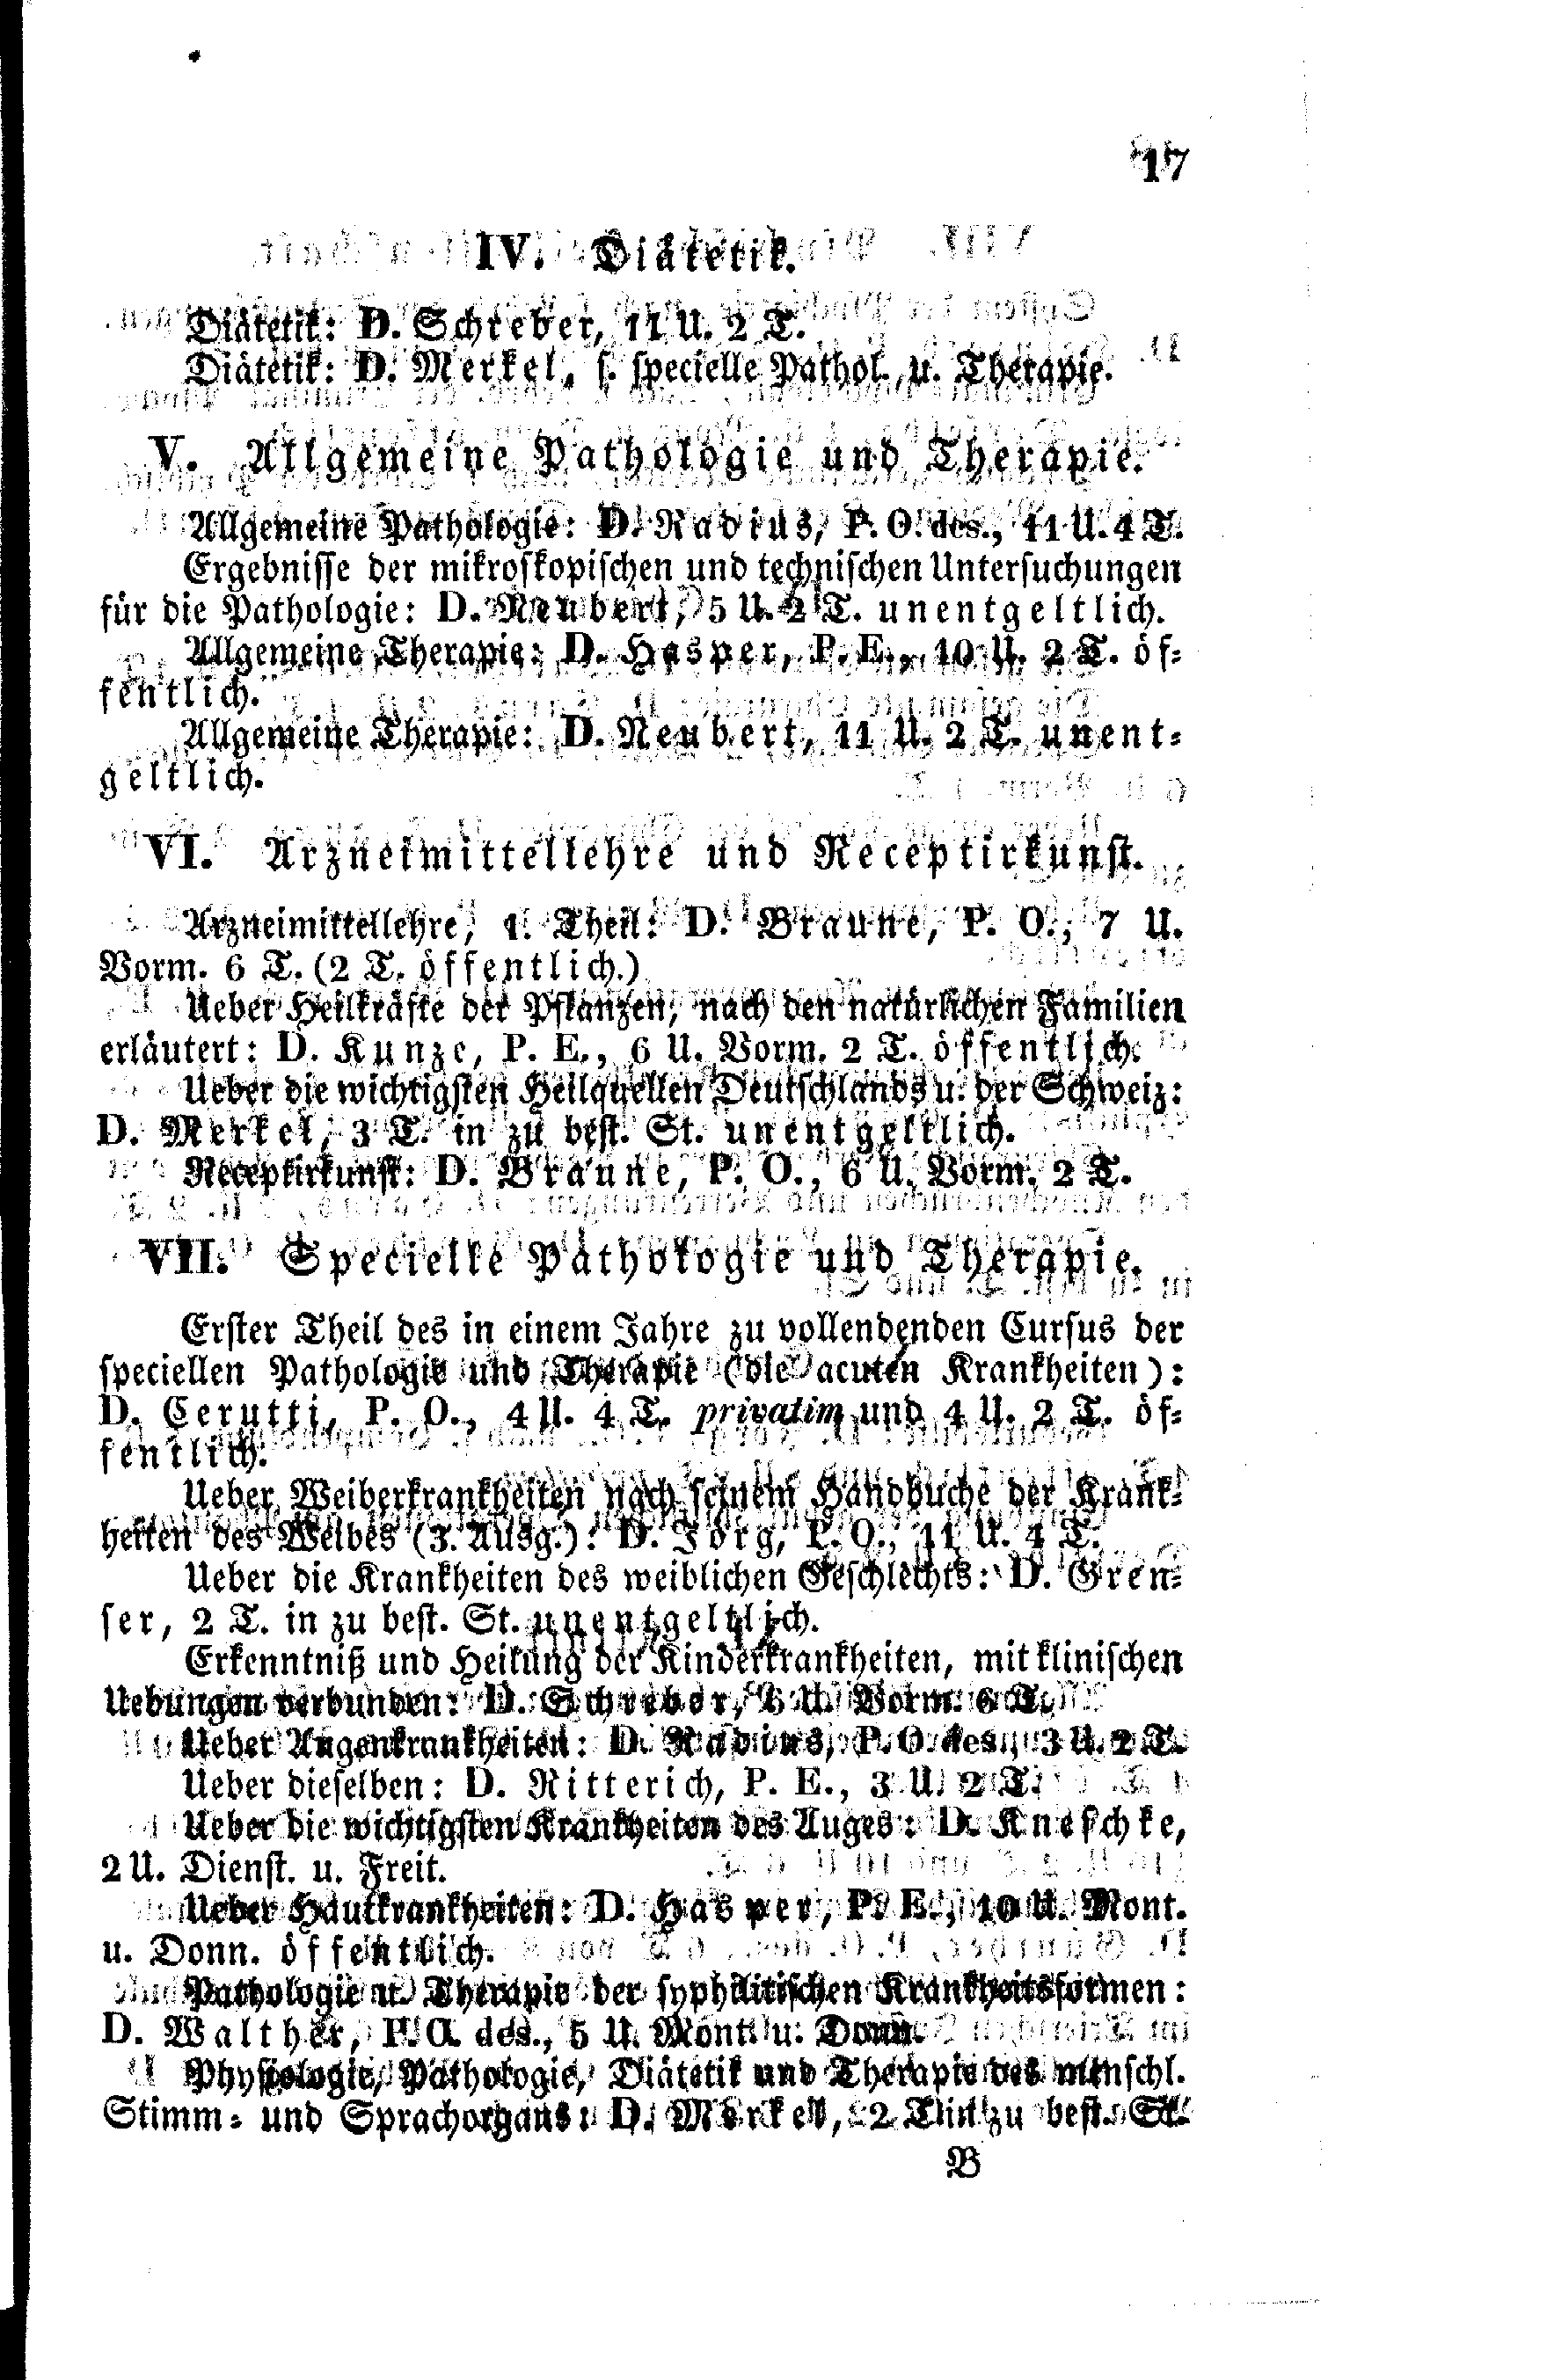 17
IV. Diätetik.
Diätetik: D. Schreber, 11 U. 2 T.
Diätetik: D. Merkel, s. specielle Pathol. u. Therapie.
V. Allgemeine Pathologie und Therapie.
Allgemeine Pathologie: D. Radius, P. O. des., 11 U. 4 T.
Ergebnisse der mikroskopischen und technischen Untersuchungen
für die Pathologie: D. Neubert, 5 U. 2 T. unentgeltlich.
Allgemeine Therapie: D. Hasper, P. E., 10 U. 2 T. öf-
fentlich.
Allgemeine Therapie: D. Neubert, 11 U. 2 T. unent-
geltlich.
VI. Arzneimittellehre und Receptirkunst.
Arzneimittellehre, 1. Theil: D. Braune, P. O., 7 U.
Vorm. 6 T. (2 T. öffentlich.)
Ueber Heilkräfte der Pflanzen, nach den natürlichen Familien
erläutert: D. Kunze, P. E., 6 U. Vorm. 2 T. öffentlich.
Ueber die wichtigsten Heilquellen Deutschlands u. der Schweiz:
D. Merkel, 3 T. in zu best. St. unentgeltlich.
Receptirkunst: D. Braune, P. O., 6 U. Vorm. 2 T.
VII. Specielle Pathologie und Therapie.
Erster Theil des in einem Jahre zu vollendenden Cursus der
speciellen Pathologie und Therapie (die acuten Krankheiten):
D. Cerutti, P. O., 4 U. 4 T. privatim und 4 U. 2 T. öf-
fentlich.
Ueber Weiberkrankheiten nach seinem Handbuche der Krank-
heiten des Weibes (3. Ausg.): D. Jörg, P. O., 11 U. 4 T.
Ueber die Krankheiten des weiblichen Geschlechts: D. Gren-
ser, 2 T. in zu best. St. unentgeltlich.
Erkenntniß und Heilung der Kinderkrankheiten, mit klinischen
Uebungen verbunden: D. Schreber, U. Vorm. 6 T.
Ueber Augenkrankheiten: D. Radius, P. O. des., 3 U. 2 T.
Ueber dieselben: D. Ritterich, P. E., 3 U. 2 T.
Ueber die wichtigsten Krankheiten des Auges: D. Kneschke,
2 U. Dienst. u. Freit.
Ueber Hautkrankheiten: D. Hasper, P. E., 10 U. Mont.
u. Donn. öffentlich.
Pathologie u. Therapie der syphilitischen Krankheitsformen:
D. Walther, P. O. des., 5 U. Mont. u. Donn.
Physiologie, Pathologie, Diätetik und Therapie des menschl.
Stimm- und Sprachorgans: D. Merkel, 2 T. in zu best. St.
B